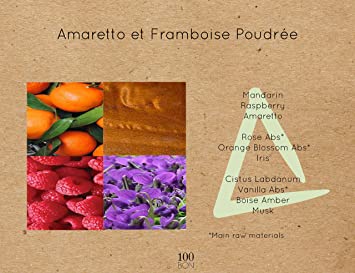 Amaretto et Framboise Poudrée
Mandarin
Raspberry
Amaretto
Rose Abs*
Orange Blossom Abs*
Iris*
Cistus Labdanum
Vanilla Abs*
Boise Amber
Musk
*Main raw materials
100
BON